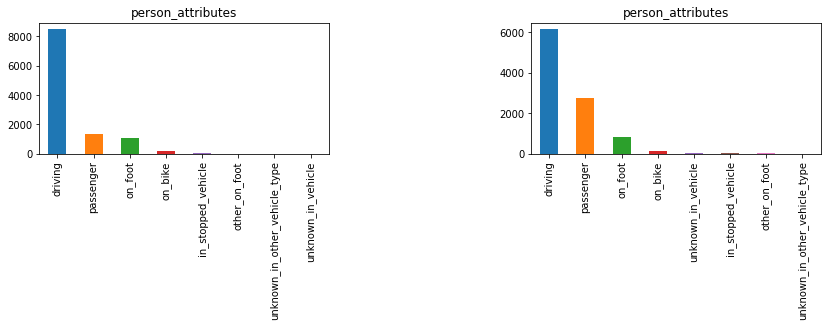 person_attributes
8000
6000
4000
2000
0
driving
passenger
on_foot
on_bike
in_stopped_vehicle
other_on_foot
unknown_in_other_vehicle_type
unknown_in_vehicle
person_attributes
6000
4000
2000
0
driving
passenger
on_foot
on_bike
unknown_in_vehicle
in_stopped_vehicle
other_on_foot
unknown_in_other_vehicle_type